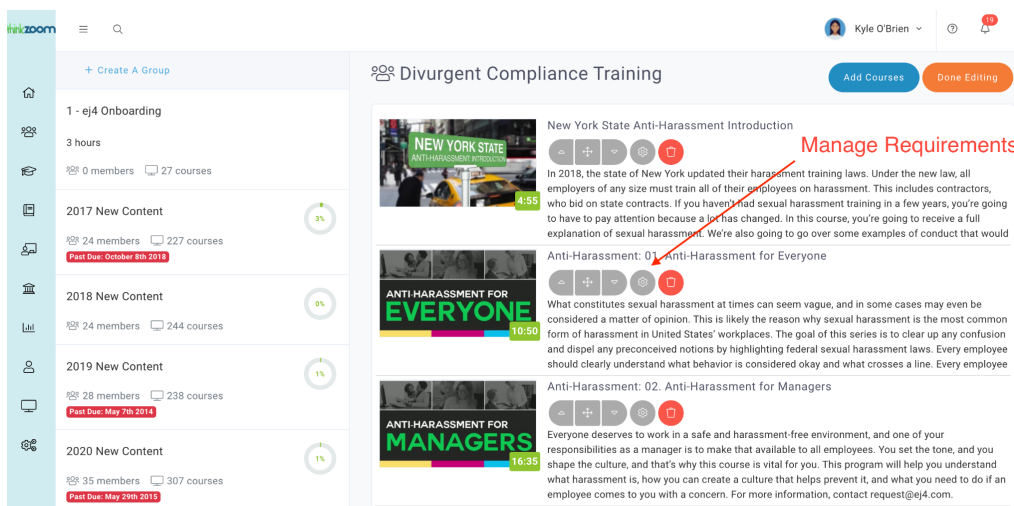 thinkzoom
Kyle O'Brien
19
+ Create A Group
1 - ej4 Onboarding
3 hours
0 members 27 courses
2017 New Content
3%
24 members 227 courses
Past Due: October 8th 2018
2018 New Content
0%
24 members 244 courses
2019 New Content
1%
28 members 238 courses
Past Due: May 7th 2014
2020 New Content
1%
35 members 307 courses
Past Due: May 29th 2015
Divurgent Compliance Training
Add Courses
Done Editing
NEW YORK STATE
ANTI-HARASSMENT INTRODUCTION
4:55
New York State Anti-Harassment Introduction
Manage Requirements
In 2018, the state of New York updated their harassment training laws. Under the new law, all
employers of any size must train all of their employees on harassment. This includes contractors,
who bid on state contracts. If you haven't had sexual harassment training in a few years, you're going
to have to pay attention because a lot has changed. In this course, you're going to receive a full
explanation of sexual harassment. We're also going to go over some examples of conduct that would
ANTI-HARASSMENT FOR
EVERYONE
10:50
Anti-Harassment: 01. Anti-Harassment for Everyone
What constitutes sexual harassment at times can seem vague, and in some cases may even be
considered a matter of opinion. This is likely the reason why sexual harassment is the most common
form of harassment in United States' workplaces. The goal of this series is to clear up any confusion
and dispel any preconceived notions by highlighting federal sexual harassment laws. Every employee
should clearly understand what behavior is considered okay and what crosses a line. Every employee
ANTI-HARASSMENT FOR
MANAGERS
16:35
Anti-Harassment: 02. Anti-Harassment for Managers
Everyone deserves to work in a safe and harassment-free environment, and one of your
responsibilities as a manager is to make that available to all employees. You set the tone, and you
shape the culture, and that's why this course is vital for you. This program will help you understand
what harassment is, how you can create a culture that helps prevent it, and what you need to do if an
employee comes to you with a concern. For more information, contact request@ej4.com.